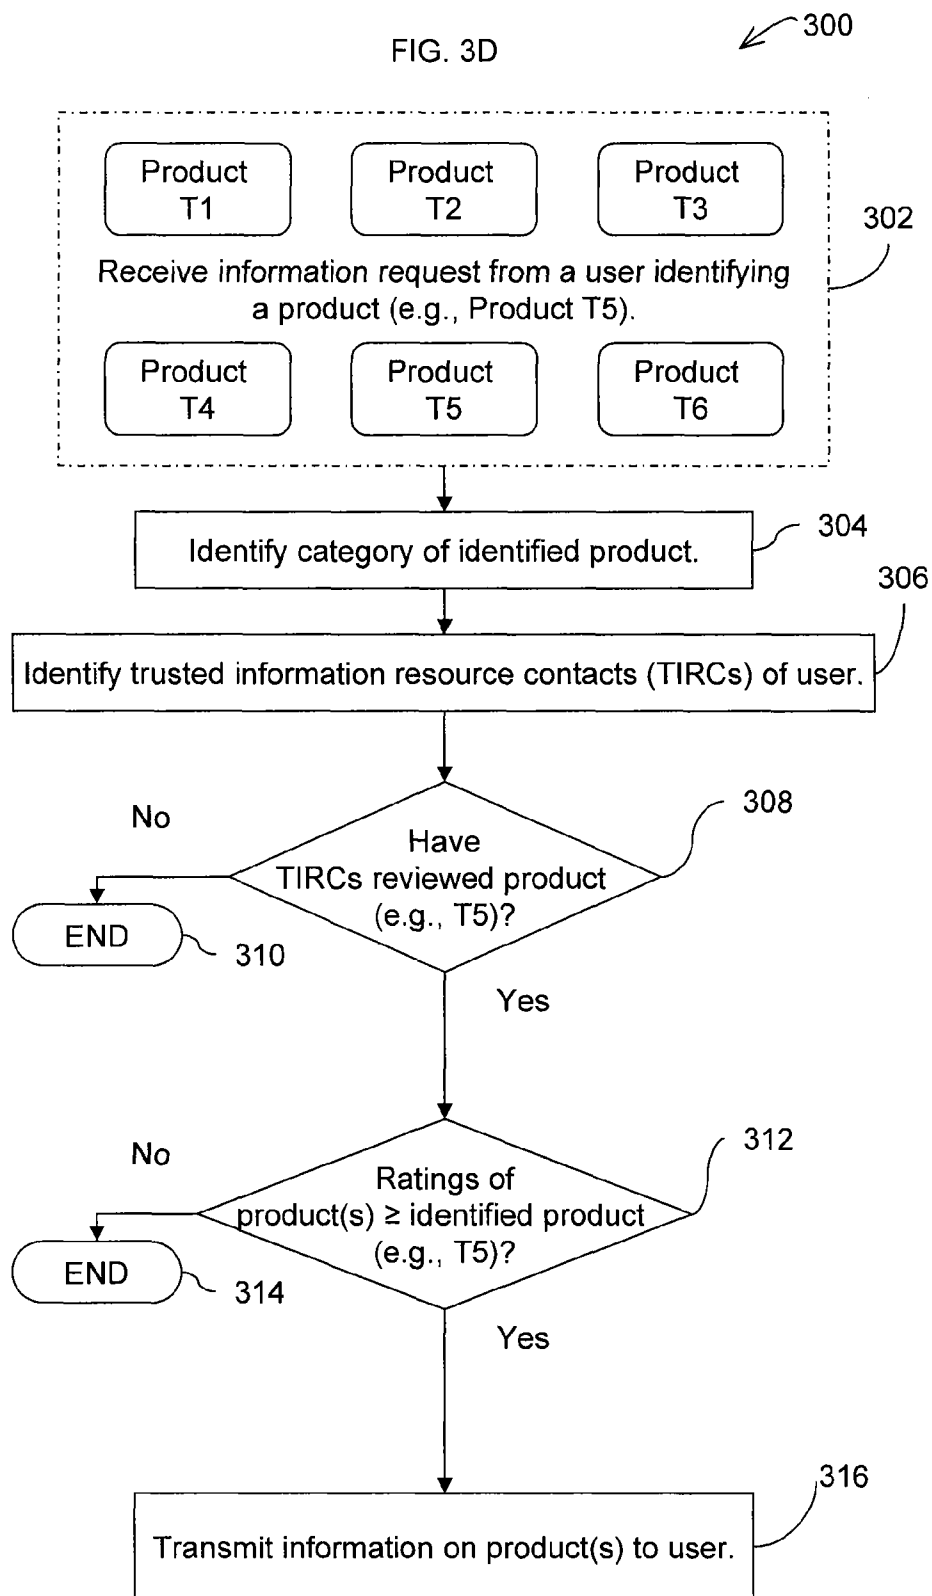 FIG. 3D
300
Product
T1
Product
T2
Product
T3
302
Receive information request from a user identifying
a product (e.g., Product T5).
Product
T4
Product
T5
Product
T6
304
Identify category of identified product.
306
Identify trusted information resource contacts (TIRCs) of user.
308
No
Have
TIRCs reviewed product
(e.g., T5)?
END
310
Yes
312
No
Ratings of
product(s) ≥ identified product
(e.g., T5)?
END
314
Yes
316
Transmit information on product(s) to user.